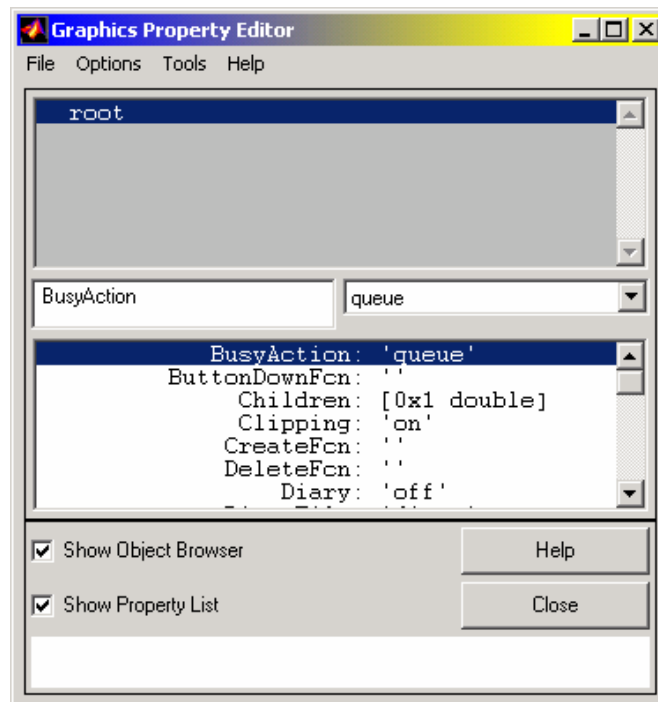 Graphics Property Editor
File Options Tools Help
root
BusyAction queue
BusyAction: 'queue'
ButtonDownFcn: ''
Children: [0x1 double]
Clipping: 'on'
CreateFcn: ''
DeleteFcn: ''
Diary: 'off'
Show Object Browser Help
Show Property List Close